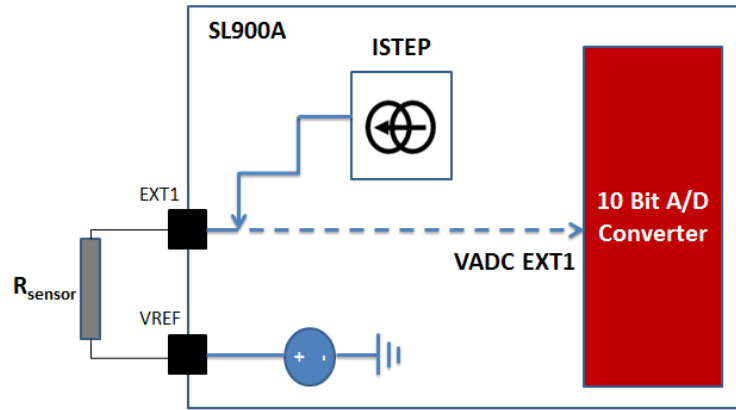 SL900A
ISTEP
EXT1
10 Bit A/D
Converter
VADC EXT1
Rsensor
VREF
+ -